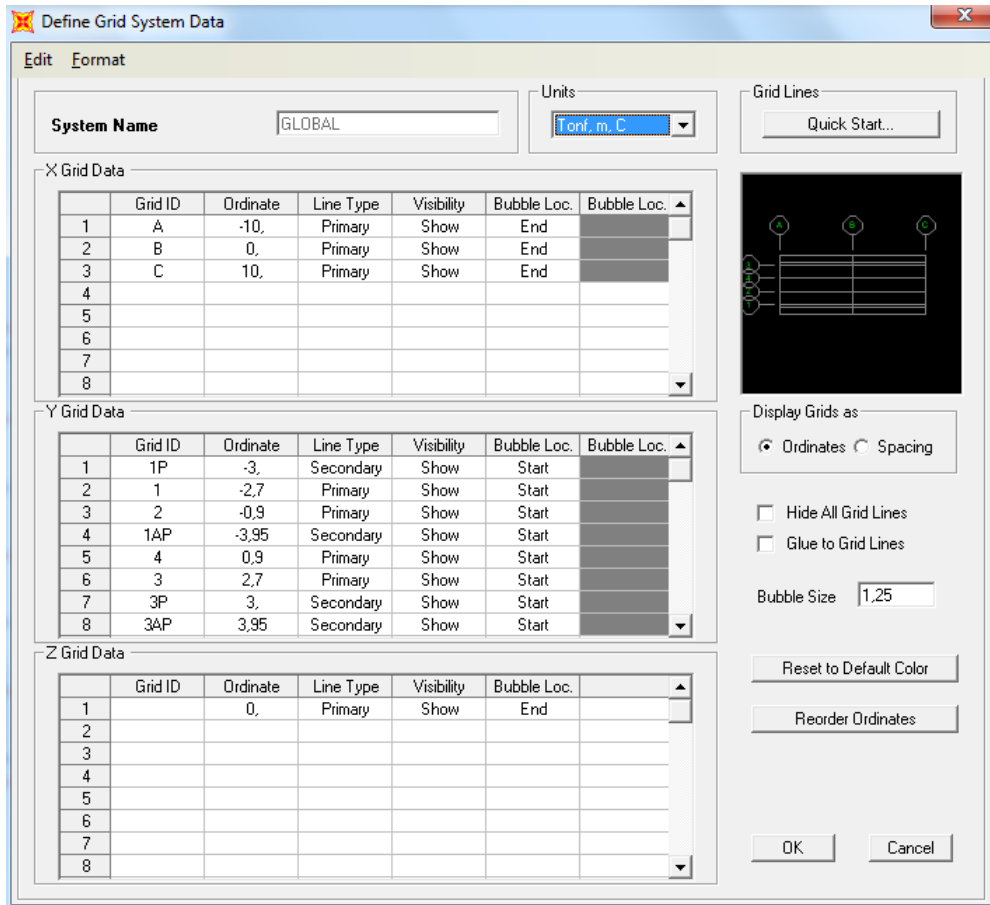 Define Grid System Data
Edit Format
System Name GLOBAL
Units
Tonf, m, C
Grid Lines
Quick Start...
X Grid Data
Grid ID Ordinate Line Type Visibility Bubble Loc. Bubble Loc.
1 A -10, Primary Show End
2 B 0, Primary Show End
3 C 10, Primary Show End
4
5
6
7
8
A B C
Y Grid Data
Grid ID Ordinate Line Type Visibility Bubble Loc. Bubble Loc.
1 1P -3, Secondary Show Start
2 1 -2,7 Primary Show Start
3 2 -0,9 Primary Show Start
4 1AP -3,95 Secondary Show Start
5 4 0,9 Primary Show Start
6 3 2,7 Primary Show Start
7 3P 3, Secondary Show Start
8 3AP 3,95 Secondary Show Start
Display Grids as
Ordinates Spacing
Hide All Grid Lines
Glue to Grid Lines
Bubble Size 1,25
Z Grid Data
Grid ID Ordinate Line Type Visibility Bubble Loc.
1 0, Primary Show End
2
3
4
5
6
7
8
Reset to Default Color
Reorder Ordinates
OK Cancel